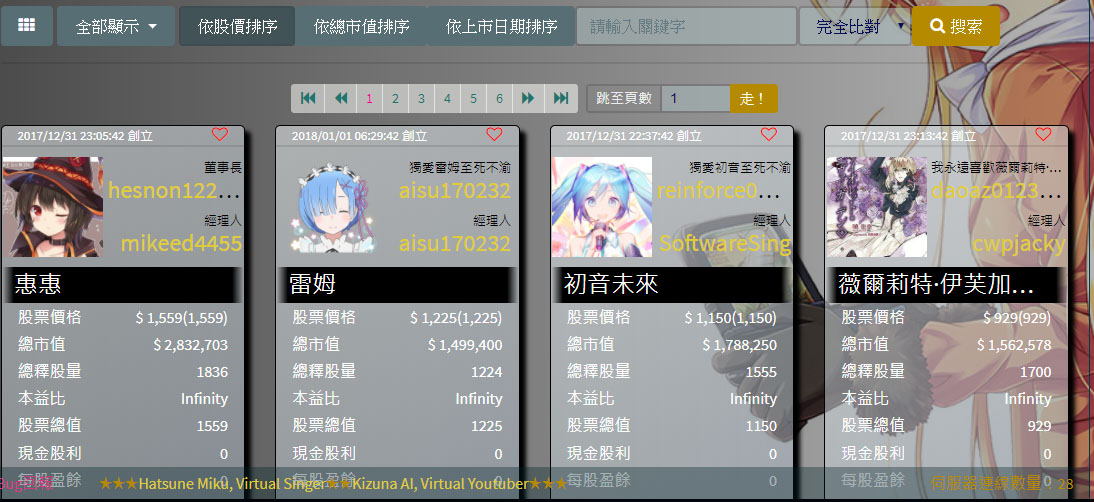 全部顯示 依股價排序 依總市值排序 依上市日期排序 請輸入關鍵字 完全比對 搜索
1 2 3 4 5 6 跳至頁數 1 走！
2017/12/31 23:05:42 創立
董事長
hesnon122...
經理人
mikeed4455
惠惠
股票價格 $ 1,559(1,559)
總市值 $ 2,832,703
總釋股量 1836
本益比 Infinity
股票總值 1559
現金股利 0
每股盈餘 0
2018/01/01 06:29:42 創立
獨愛雷姆至死不渝
aisu170232
經理人
aisu170232
雷姆
股票價格 $ 1,225(1,225)
總市值 $ 1,499,400
總釋股量 1224
本益比 Infinity
股票總值 1225
現金股利 0
每股盈餘 0
2017/12/31 22:37:42 創立
獨愛初音至死不渝
reinforce0...
經理人
SoftwareSing
初音未來
股票價格 $ 1,150(1,150)
總市值 $ 1,788,250
總釋股量 1555
本益比 Infinity
股票總值 1150
現金股利 0
每股盈餘 0
2017/12/31 23:13:42 創立
我永遠喜歡薇爾莉特·...
daoaz0123...
經理人
cwpjacky
薇爾莉特·伊芙加...
股票價格 $ 929(929)
總市值 $ 1,562,578
總釋股量 1700
本益比 Infinity
股票總值 929
現金股利 0
每股盈餘 0
★★★Hatsune Miku, Virtual Singer★★Kizuna AI, Virtual Youtuber★★★ 伺服器連線數量：28